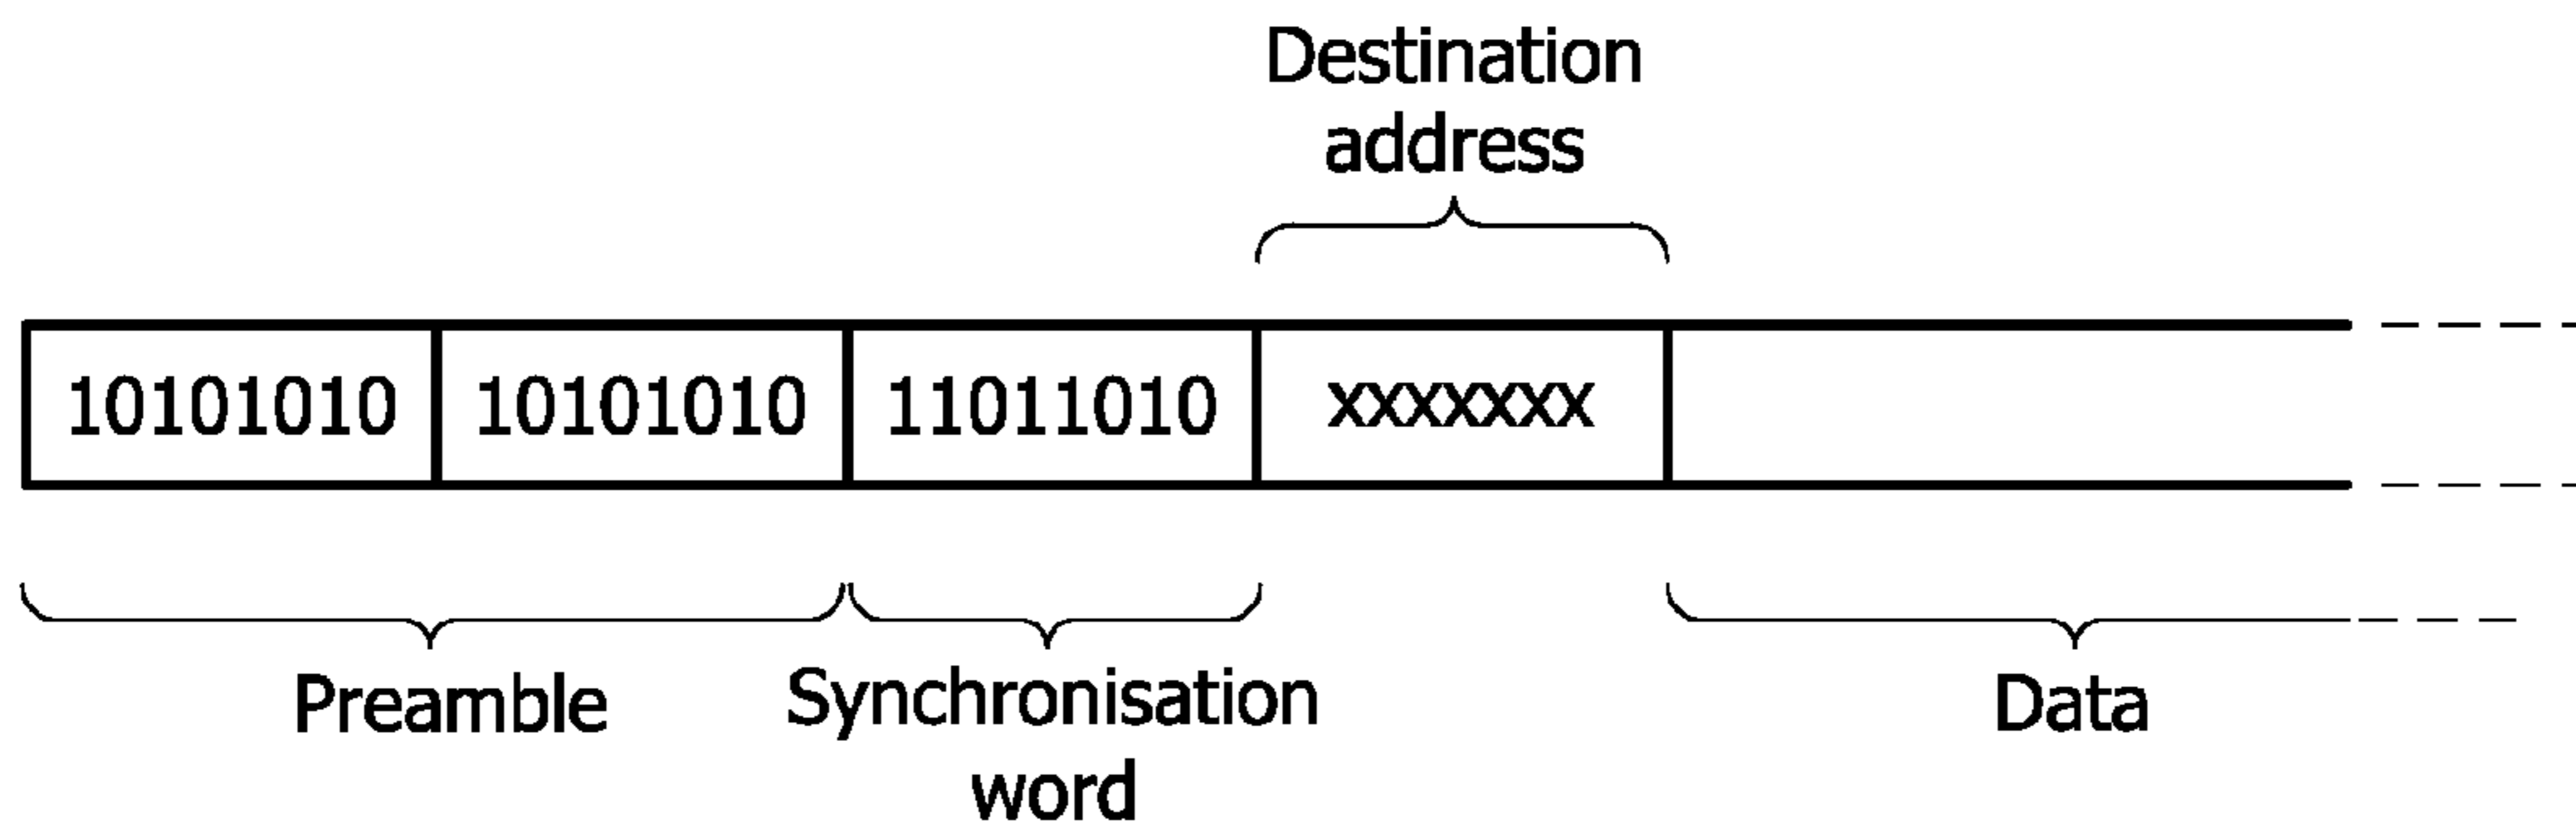 Destination
address
10101010 10101010 11011010 xxxxxxx
Preamble Synchronisation Data
word